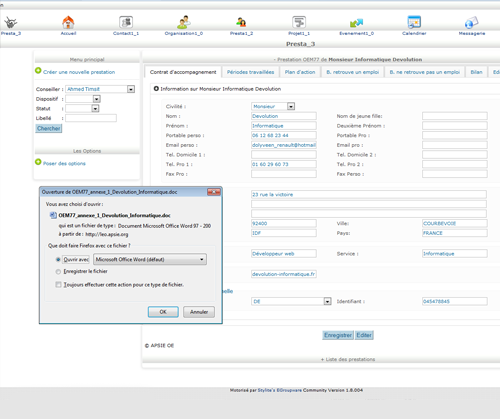 Presta_3
Accueil
Contact1_1
Organisation1_0
Presta1_2
Projet1_1
Evenement1_0
Calendrier
Messagerie
Presta_3
Menu principal
Créer une nouvelle prestation
Conseiller : Ahmed Timsit
Dispositif :
Statut :
Libellé :
Chercher
Les Options
Poser des options
- Prestation OEM77 de Monsieur Informatique Devolution
Contrat d'accompagnement
Périodes travaillées
Plan d'action
B. retrouve un emploi
B. ne retrouve pas un emploi
Bilan
Information sur Monsieur Informatique Devolution
Civilité : Monsieur
Nom : Devolution
Nom de jeune fille:
Prénom : Informatique
Deuxième Prénom :
Portable perso : 06 12 68 23 44
Portable pro :
Email perso : dolyveen_renault@hotmail
Email pro :
Tel. Domicile 1 :
Tel. Domicile 2 :
Tel. Pro 1 : 01 60 29 60 73
Tel. Pro 2 :
Fax Pro :
Fax Perso :
23 rue la victoire
92400
Ville: COURBEVOIE
IDF
Pays: FRANCE
Développeur web
Service : Informatique
devolution-informatique.fr
DE
Identifiant : 045478845
Enregistrer
Editer
© APSIE OE
+ Liste des prestations
Motorisé par Stylite's EGroupware Community Version 1.8.004
Ouverture de OEM77_annexe_1_Devolution_Informatique.doc
Vous avez choisi d'ouvrir :
OEM77_annexe_1_Devolution_Informatique.doc
qui est un fichier de type : Document Microsoft Office Word 97 - 200
à partir de : http://leo.apsie.org
Que doit faire Firefox avec ce fichier ?
Ouvrir avec Microsoft Office Word (défaut)
Enregistrer le fichier
Toujours effectuer cette action pour ce type de fichier.
OK
Annuler